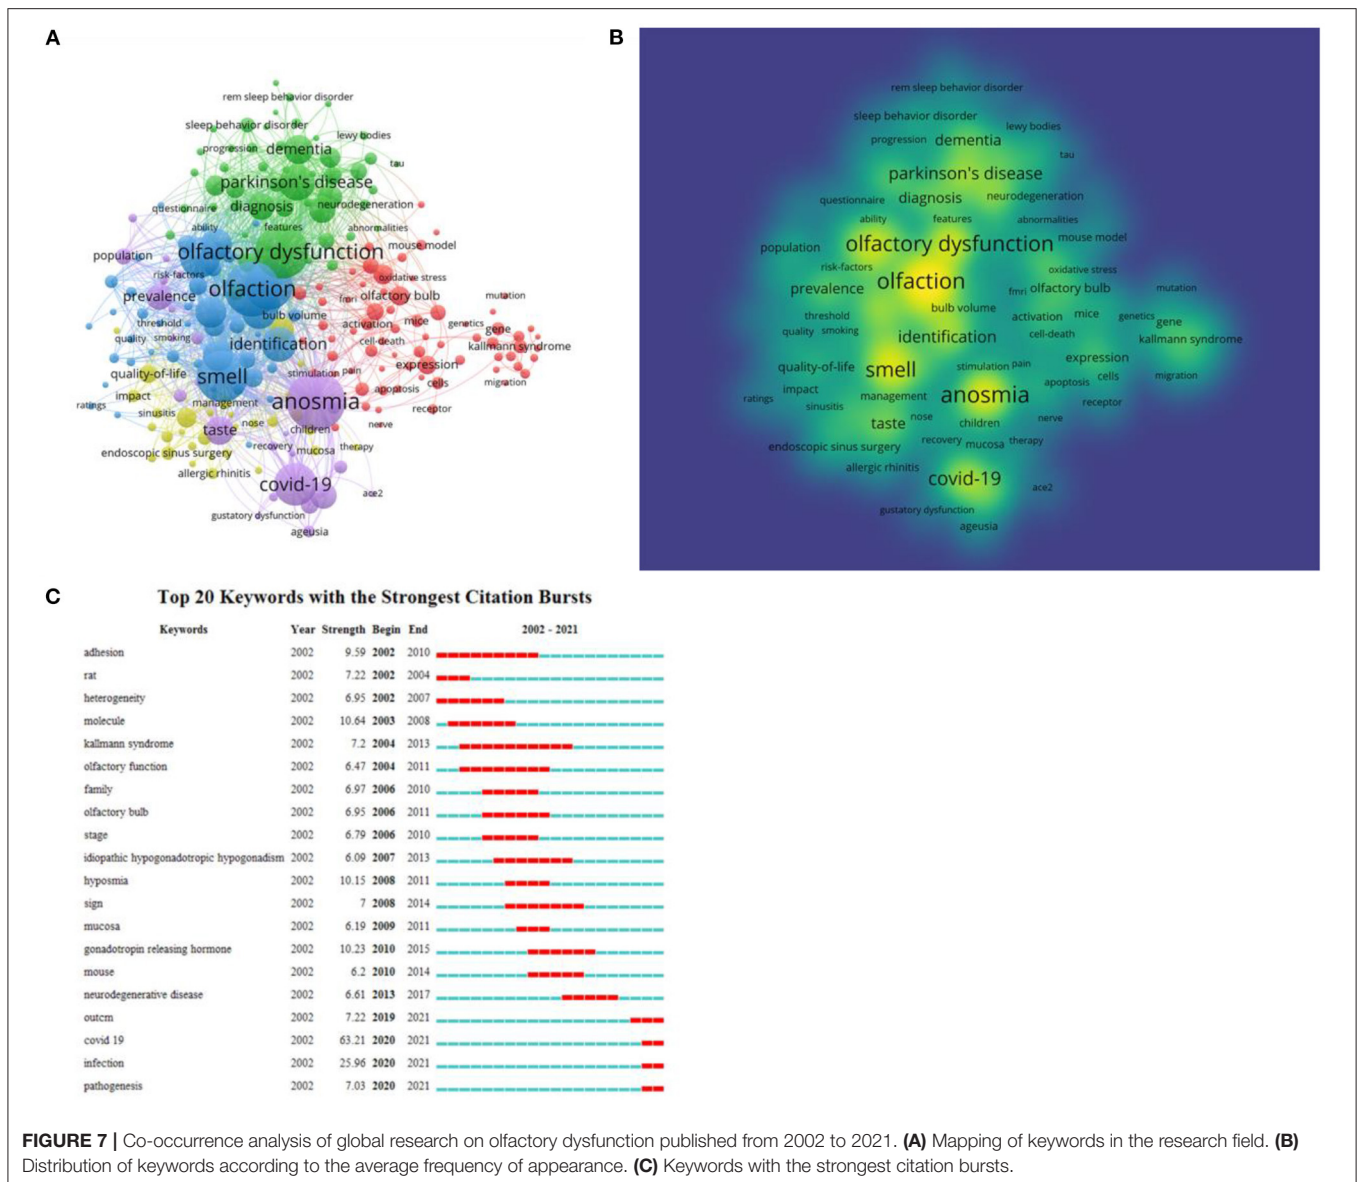 A
rem sleep behavior disorder
sleep behavior disorder
lewy bodies
progression
dementia
tau
parkinson's disease
questionnaire
diagnosis
neurodegeneration
ability
features
abnormalities
olfactory dysfunction
mouse model
population
risk-factors
oxidative stress
prevalence
olfaction
fmri
olfactory bulb
mutation
bulb volume
threshold
activation
mice
genetics
gene
quality
smoking
identification
cell-death
kallmann syndrome
quality-of-life
smell
stimulation
pain
expression
cells
migration
impact
management
anosmia
apoptosis
ratings
sinusitis
receptor
taste
nose
children
nerve
endoscopic sinus surgery
recovery
mucosa
therapy
allergic rhinitis
covid-19
ace2
gustatory dysfunction
ageusia
B
rem sleep behavior disorder
sleep behavior disorder
lewy bodies
progression
dementia
tau
parkinson's disease
questionnaire
diagnosis
neurodegeneration
ability
features
abnormalities
olfactory dysfunction
mouse model
population
risk-factors
oxidative stress
olfaction
prevalence
fmri
olfactory bulb
mutation
bulb volume
threshold
activation
mice
genetics
gene
quality
smoking
identification
cell-death
kallmann syndrome
quality-of-life
smell
stimulation
pain
expression
cells
migration
impact
management
anosmia
apoptosis
ratings
sinusitis
receptor
taste
nose
children
nerve
endoscopic sinus surgery
recovery
mucosa
therapy
allergic rhinitis
covid-19
ace2
gustatory dysfunction
ageusia
C
Top 20 Keywords with the Strongest Citation Bursts
Keywords Year Strength Begin End 2002 - 2021
adhesion 2002 9.59 2002 2010
rat 2002 7.22 2002 2004
heterogeneity 2002 6.95 2002 2007
molecule 2002 10.64 2003 2008
kallmann syndrome 2002 7.2 2004 2013
olfactory function 2002 6.47 2004 2011
family 2002 6.97 2006 2010
olfactory bulb 2002 6.95 2006 2011
stage 2002 6.79 2006 2010
idiopathic hypogonadotropic hypogonadism 2002 6.09 2007 2013
hyposmia 2002 10.15 2008 2011
sign 2002 7 2008 2014
mucosa 2002 6.19 2009 2011
gonadotropin releasing hormone 2002 10.23 2010 2015
mouse 2002 6.2 2010 2014
neurodegenerative disease 2002 6.61 2013 2017
outcm 2002 7.22 2019 2021
covid 19 2002 63.21 2020 2021
infection 2002 25.96 2020 2021
pathogenesis 2002 7.03 2020 2021
FIGURE 7 | Co-occurrence analysis of global research on olfactory dysfunction published from 2002 to 2021. (A) Mapping of keywords in the research field. (B)
Distribution of keywords according to the average frequency of appearance. (C) Keywords with the strongest citation bursts.